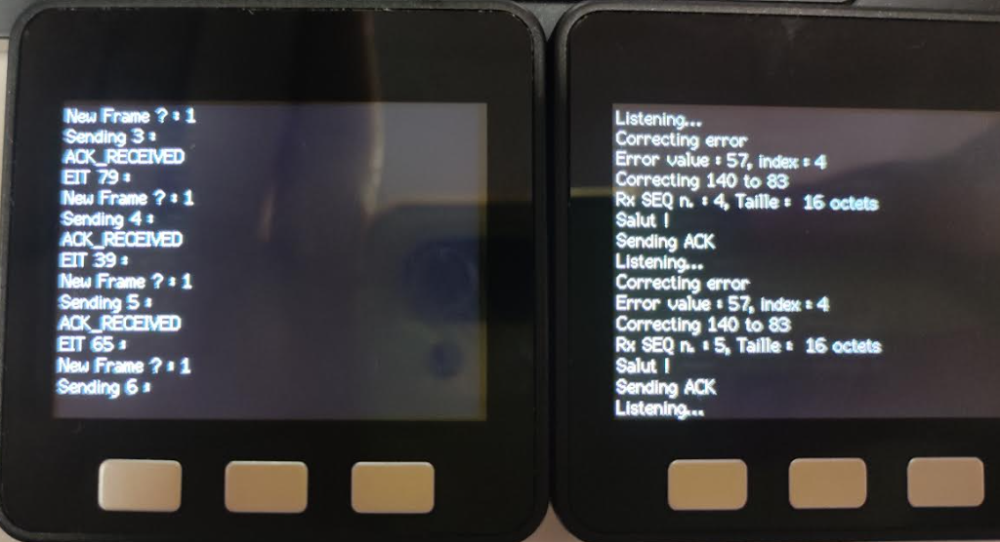 New Frame ? : 1
Sending 3 :
ACK_RECEIVED
EIT 79 :
New Frame ? : 1
Sending 4 :
ACK_RECEIVED
EIT 39 :
New Frame ? : 1
Sending 5 :
ACK_RECEIVED
EIT 65 :
New Frame ? : 1
Sending 6 :
Listening...
Correcting error
Error value : 57, index : 4
Correcting 140 to 83
Rx SEQ n. : 4, Taille :  16 octets
Salut !
Sending ACK
Listening...
Correcting error
Error value : 57, index : 4
Correcting 140 to 83
Rx SEQ n. : 5, Taille :  16 octets
Salut !
Sending ACK
Listening...